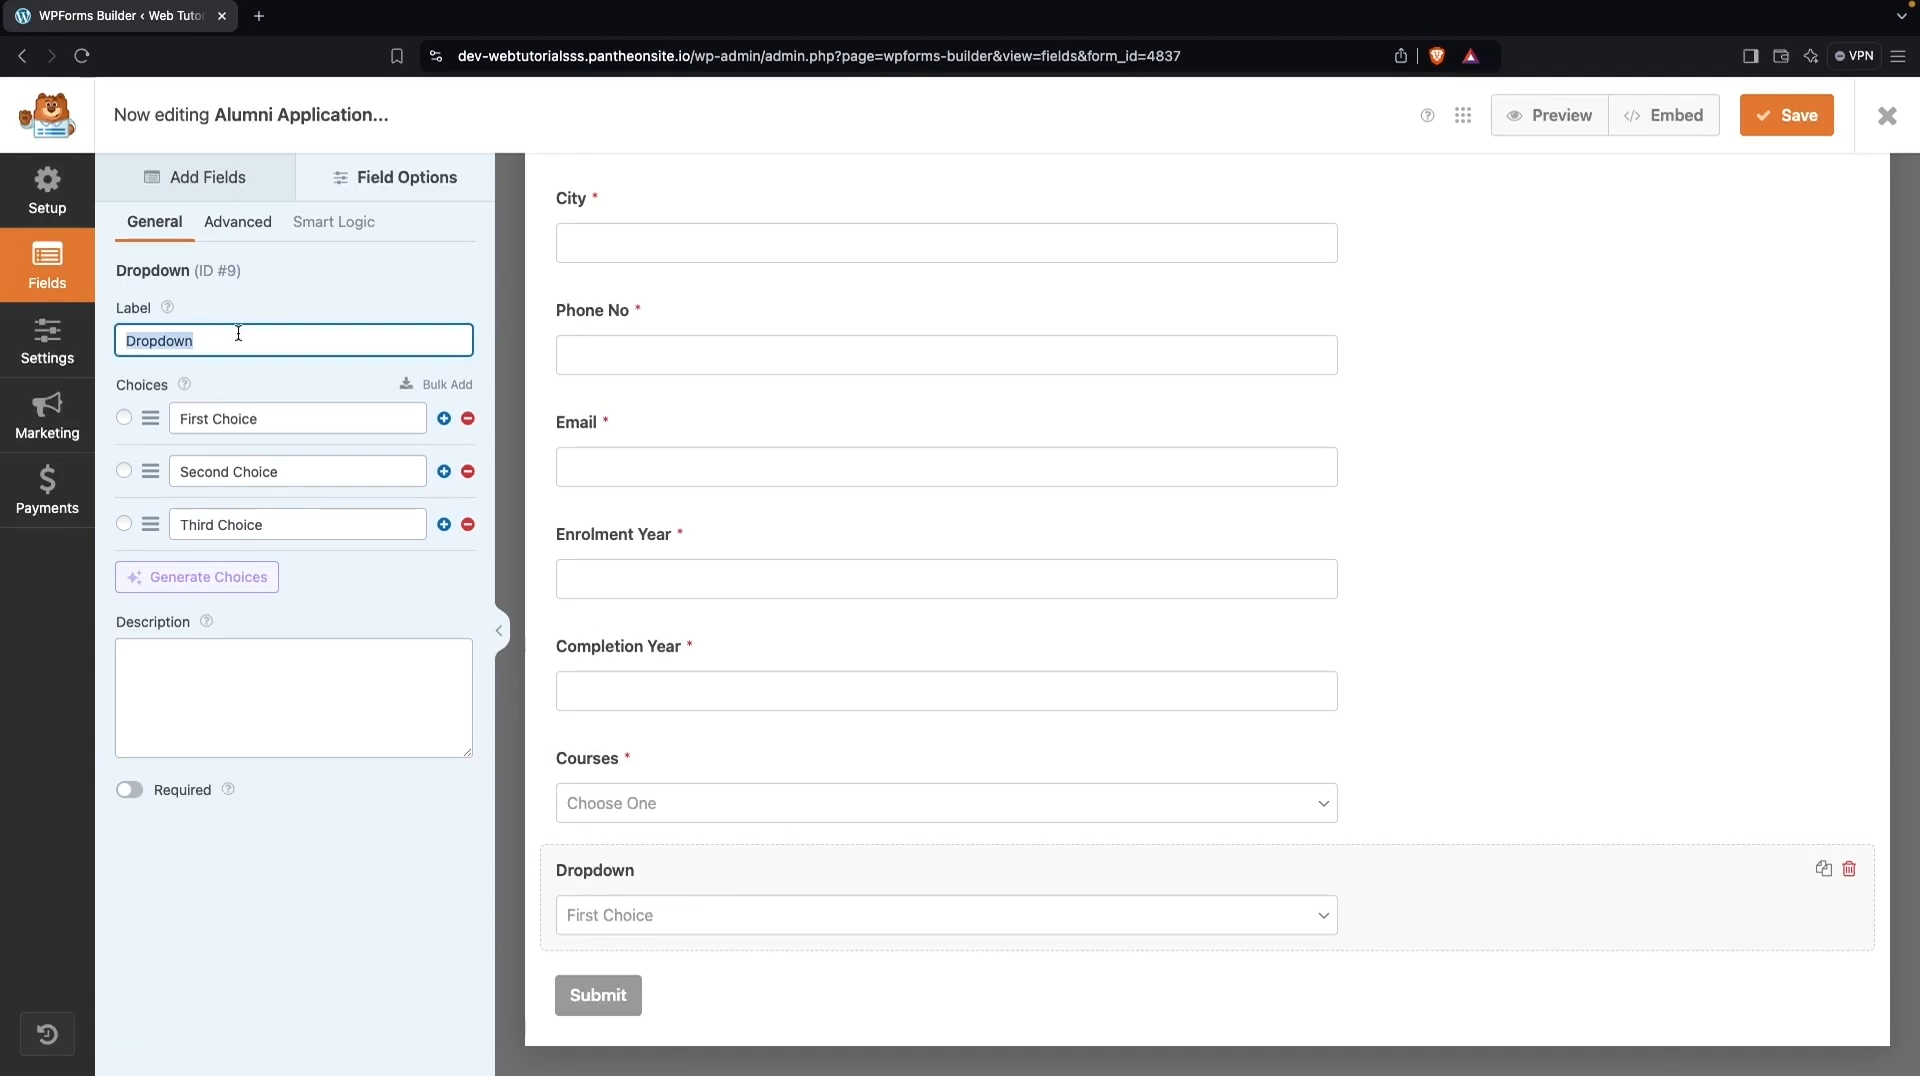 WPForms Builder ‹ Web Tutor
dev-webtutorialsss.pantheonsite.io/wp-admin/admin.php?page=wpforms-builder&view=fields&form_id=4837
VPN
Now editing Alumni Application...
Preview
</> Embed
Save
Setup
Fields
Settings
Marketing
Payments
Add Fields
Field Options
General
Advanced
Smart Logic
Dropdown (ID #9)
Label
Dropdown
Choices
Bulk Add
First Choice
Second Choice
Third Choice
Generate Choices
Description
Required
City *
Phone No *
Email *
Enrolment Year *
Completion Year *
Courses *
Choose One
Dropdown
First Choice
Submit